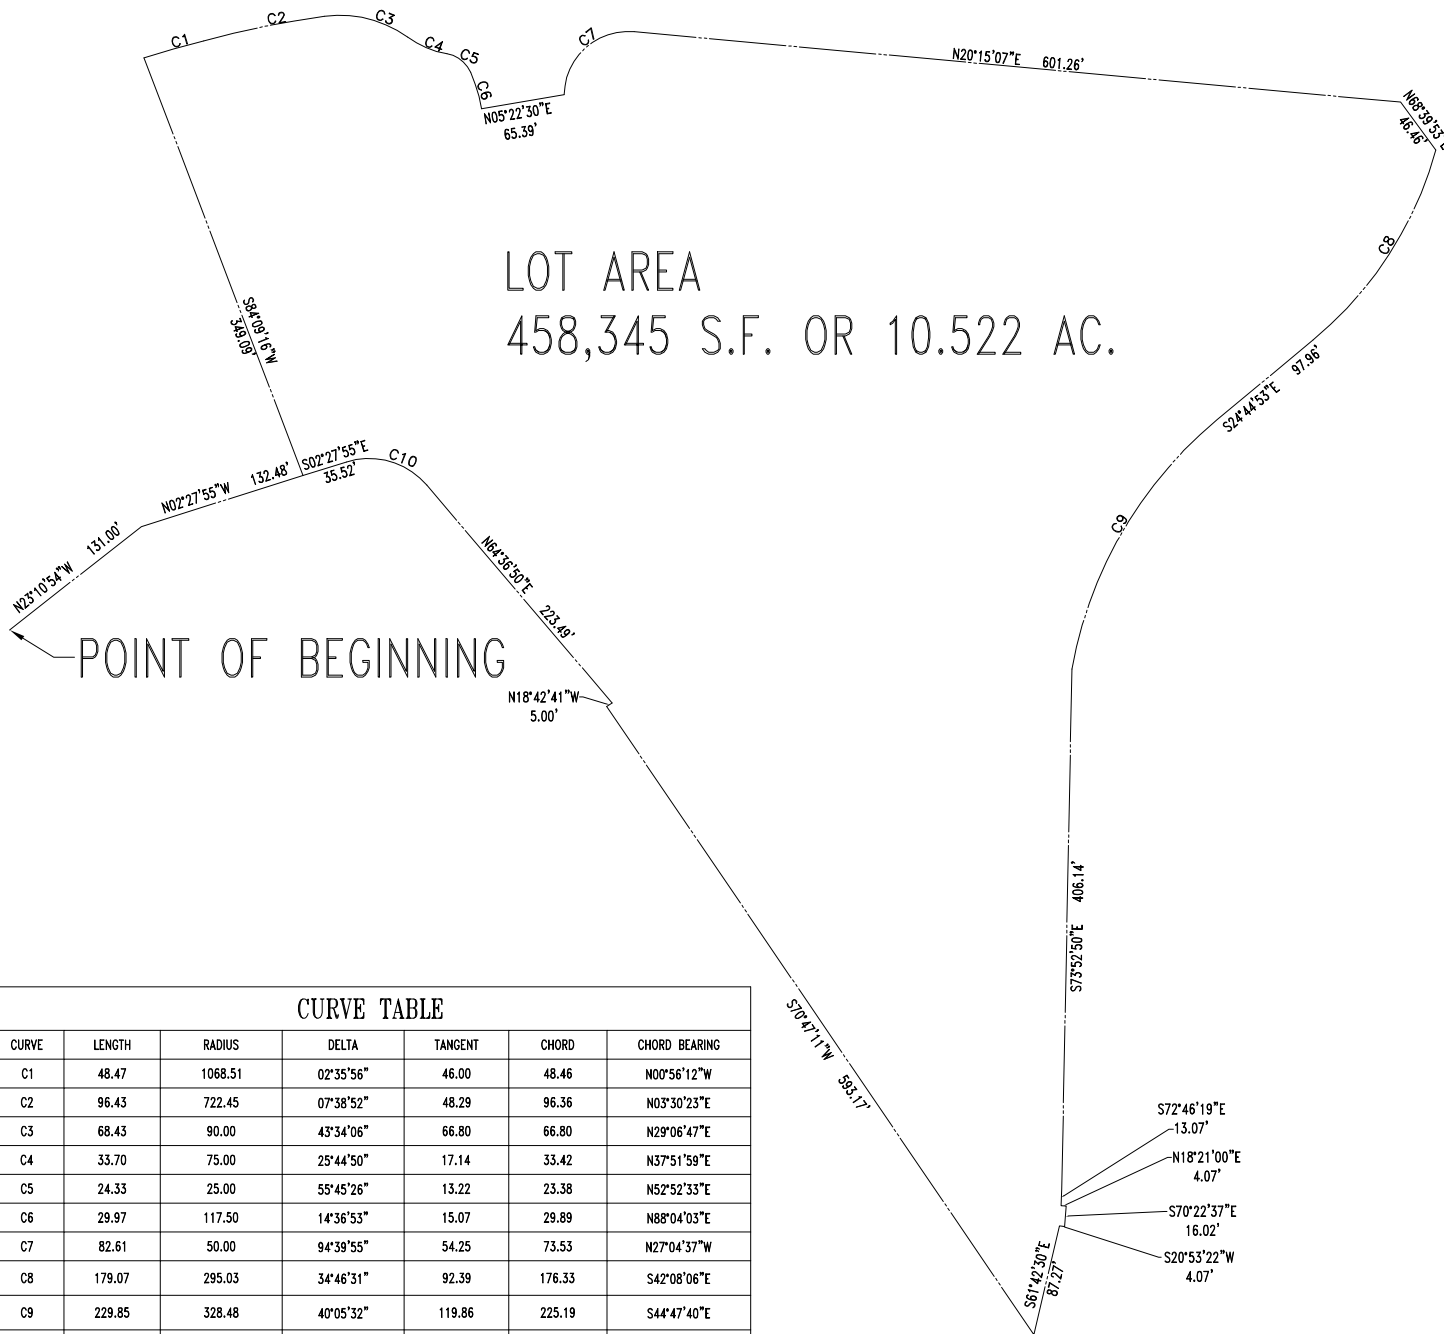 C1
C2
C3
C4
C5
C6
N05°22'30"E
65.39'
C7
N20°15'07"E 601.26'
N68°39'53"E
46.46'
C8
S24°44'53"E 97.96'
C9
S73°52'50"E 406.14'
S72°46'19"E
13.07'
N18°21'00"E
4.07'
S70°22'37"E
16.02'
S20°53'22"W
4.07'
S61°42'30"E
87.27'
S70°47'11"W 593.17'
N18°42'41"W
5.00'
N64°36'50"E 223.49'
C10
S02°27'55"E
35.52'
S84°09'16"W
349.09'
N02°27'55"W 132.48'
N23°10'54"W 131.00'
POINT OF BEGINNING
LOT AREA
458,345 S.F. OR 10.522 AC.
CURVE TABLE
CURVE LENGTH RADIUS DELTA TANGENT CHORD CHORD BEARING
C1 48.47 1068.51 02°35'56" 46.00 48.46 N00°56'12"W
C2 96.43 722.45 07°38'52" 48.29 96.36 N03°30'23"E
C3 68.43 90.00 43°34'06" 66.80 66.80 N29°06'47"E
C4 33.70 75.00 25°44'50" 17.14 33.42 N37°51'59"E
C5 24.33 25.00 55°45'26" 13.22 23.38 N52°52'33"E
C6 29.97 117.50 14°36'53" 15.07 29.89 N88°04'03"E
C7 82.61 50.00 94°39'55" 54.25 73.53 N27°04'37"W
C8 179.07 295.03 34°46'31" 92.39 176.33 S42°08'06"E
C9 229.85 328.48 40°05'32" 119.86 225.19 S44°47'40"E